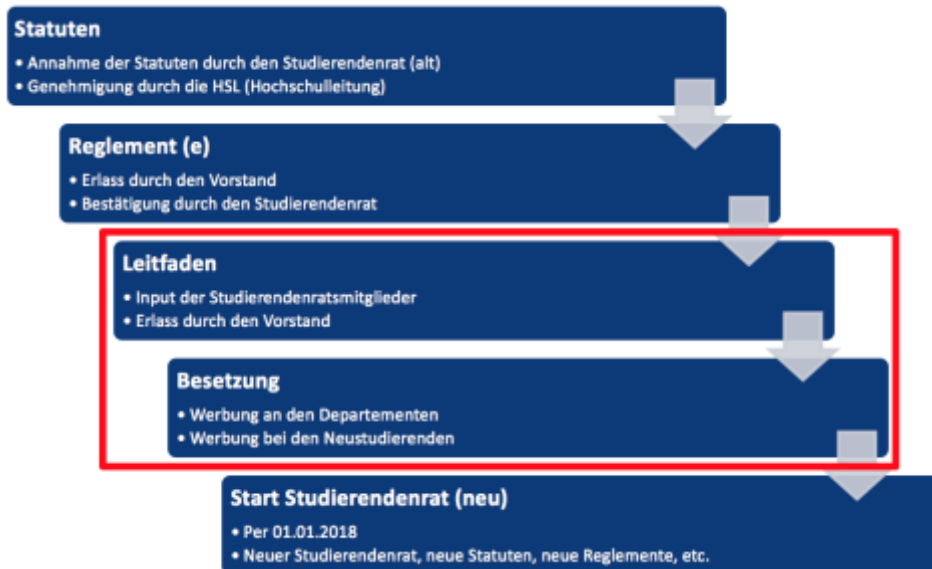 Statuten
• Annahme der Statuten durch den Studierendenrat (alt)
• Genehmigung durch die HSL (Hochschulleitung)
Reglement (e)
• Erlass durch den Vorstand
• Bestätigung durch den Studierendenrat
Leitfaden
• Input der Studierendenratsmitglieder
• Erlass durch den Vorstand
Besetzung
• Werbung an den Departementen
• Werbung bei den Neustudierenden
Start Studierendenrat (neu)
• Per 01.01.2018
• Neuer Studierendenrat, neue Statuten, neue Reglemente, etc.